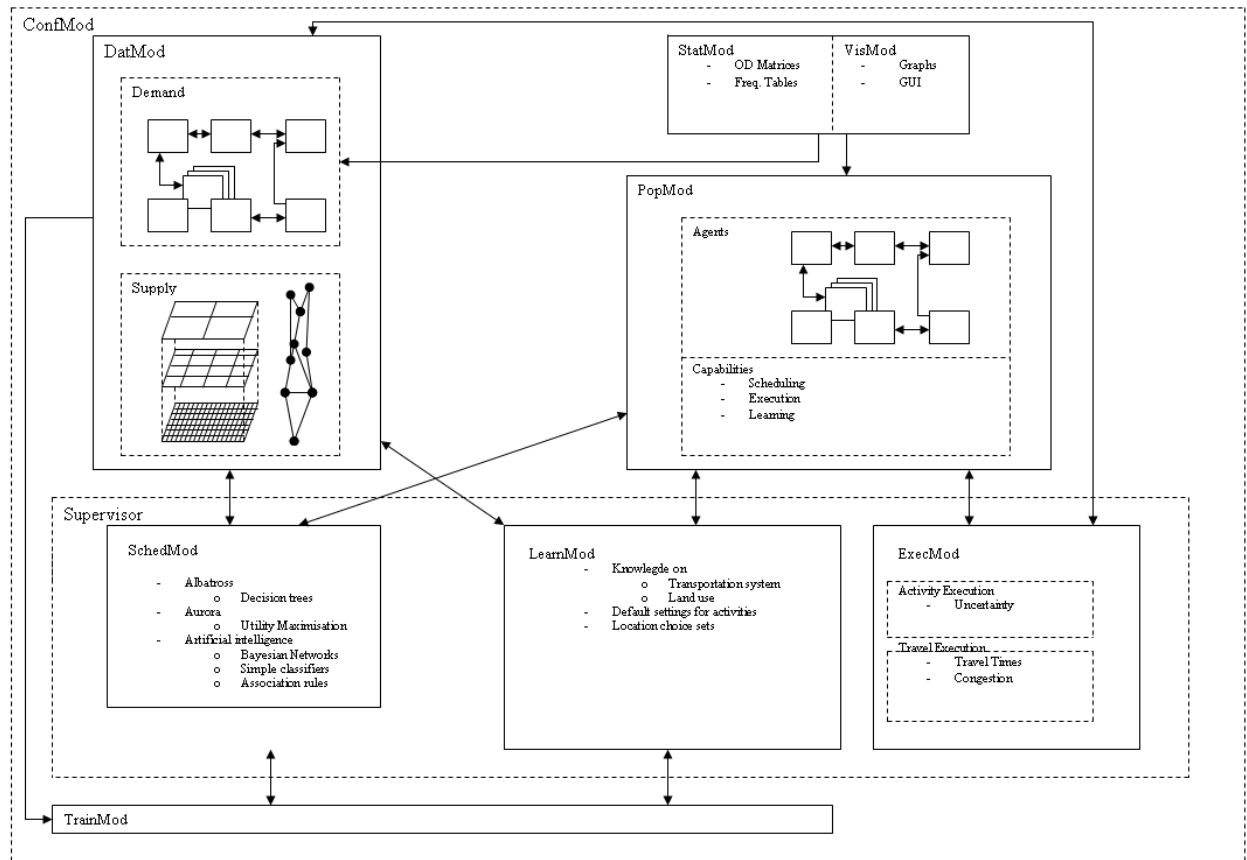 ConfMod
DatMod
Demand
Supply
StatMod
- OD Matrices
- Freq. Tables
VisMod
- Graphs
- GUI
PopMod
Agents
Capabilities
- Scheduling
- Execution
- Learning
Supervisor
SchedMod
- Albatross
o Decision trees
- Aurora
o Utility Maximisation
- Artificial intelligence
o Bayesian Networks
o Simple classifiers
o Association rules
LearnMod
- Knowlegde on
o Transportation system
o Land use
- Default settings for activities
- Location choice sets
ExecMod
Activity Execution
- Uncertainty
Travel Execution
- Travel Times
- Congestion
TrainMod